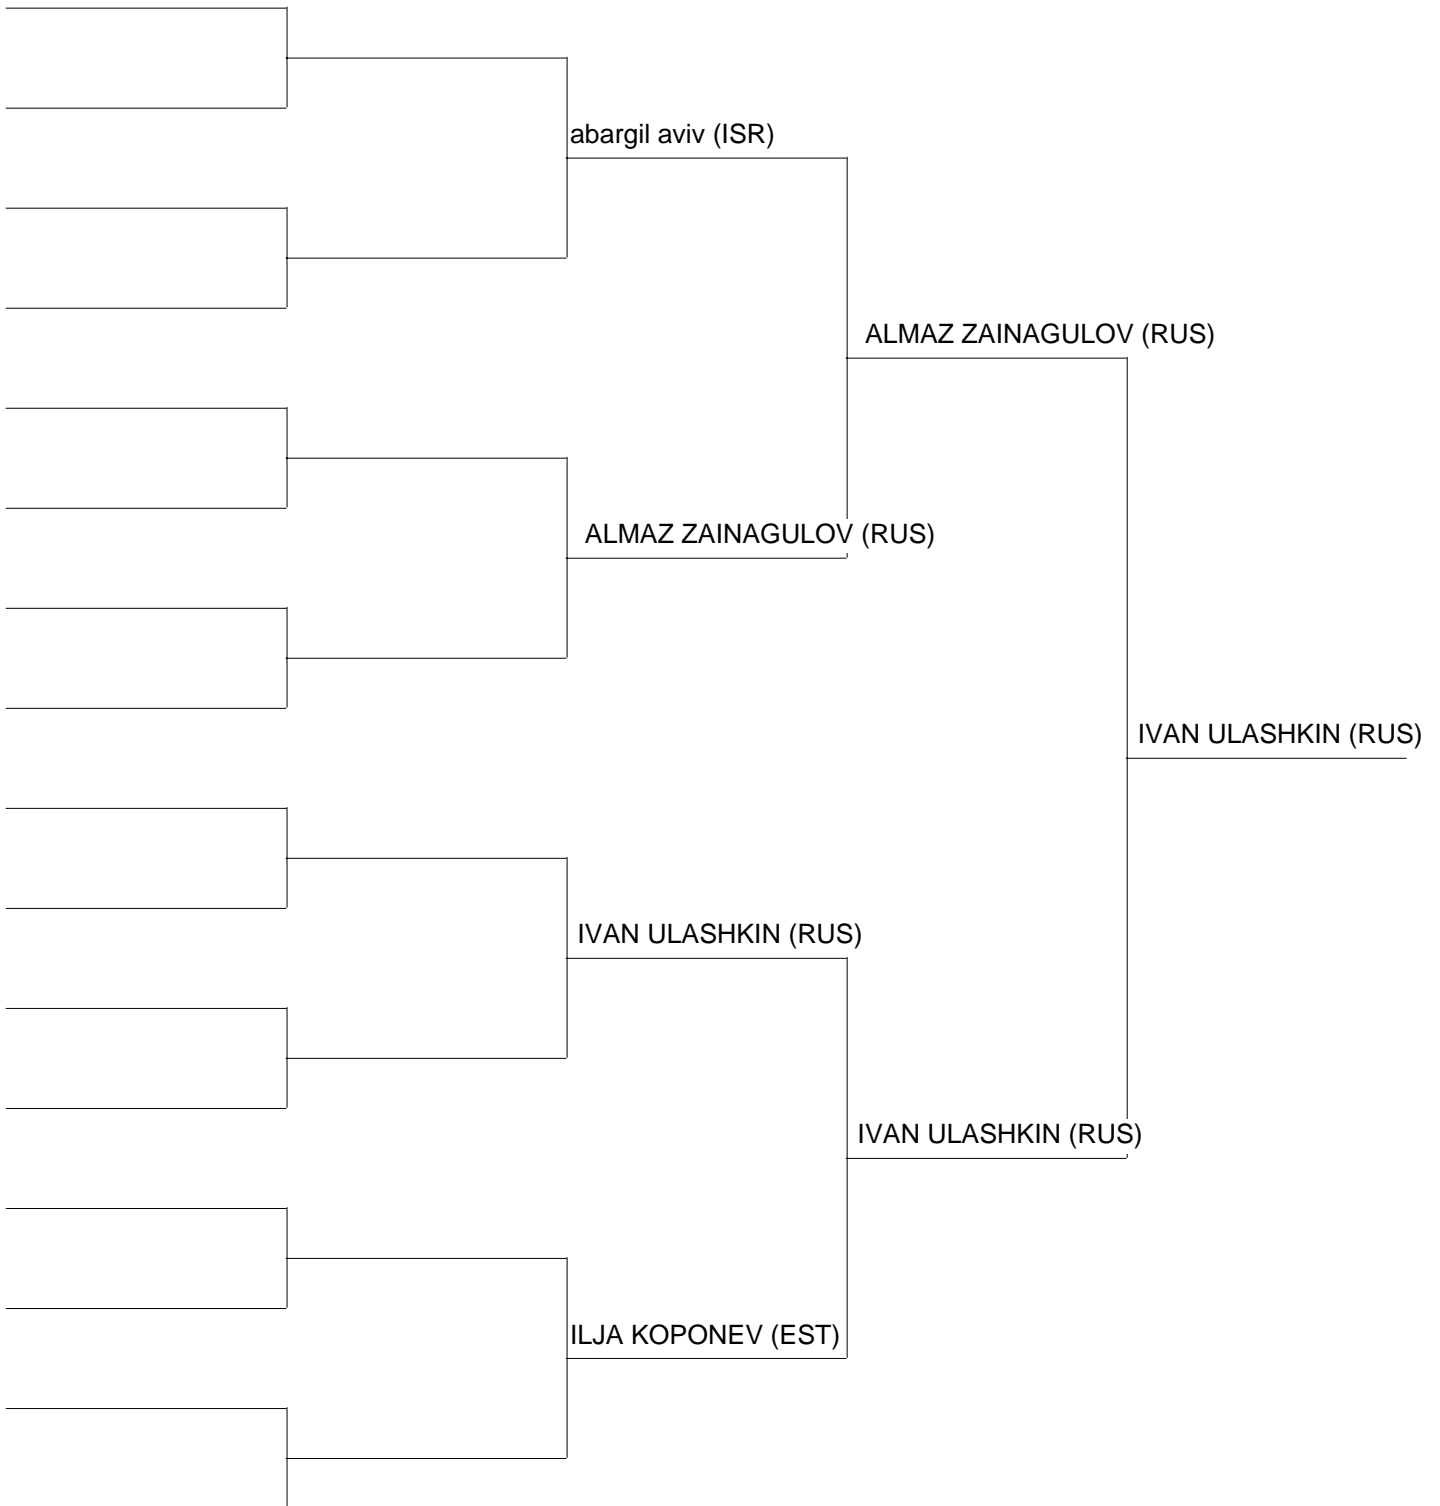 abargil aviv (ISR)
ALMAZ ZAINAGULOV (RUS)
ALMAZ ZAINAGULOV (RUS)
IVAN ULASHKIN (RUS)
IVAN ULASHKIN (RUS)
IVAN ULASHKIN (RUS)
ILJA KOPONEV (EST)